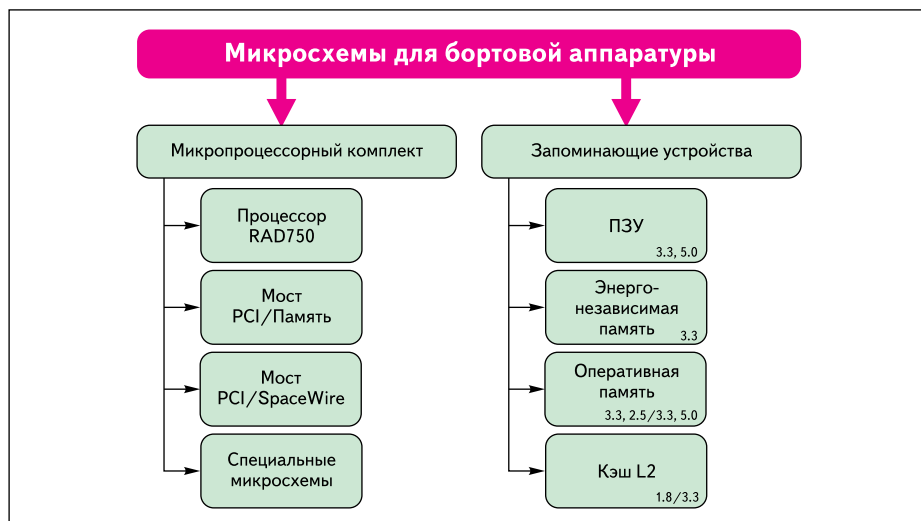 Микросхемы для бортовой аппаратуры
Микропроцессорный комплект
Процессор
RAD750
Мост
PCI/Память
Мост
PCI/SpaceWire
Специальные
микросхемы
Запоминающие устройства
ПЗУ
3.3, 5.0
Энерго-
независимая
память
3.3
Оперативная
память
3.3, 2.5/3.3, 5.0
Кэш L2
1.8/3.3